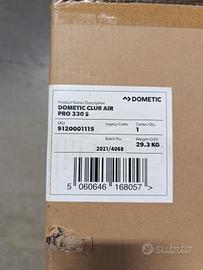 Product Name / Description
DOMETIC CLUB AIR
PRO 330 S
DOMETIC
SKU
9120001115
Legacy Code
Carton Qty.
1
Batch No.
2021/4068
Weight (GW)
29.3 KG
5 060646 168057 >
subito